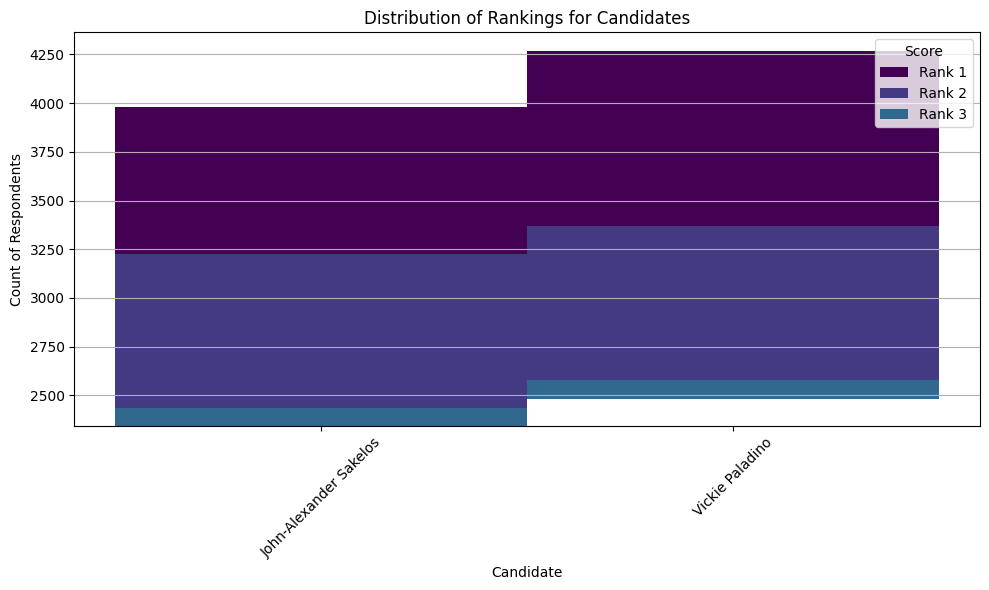 Distribution of Rankings for Candidates
Score
Rank 1
Rank 2
Rank 3
Count of Respondents
4250
4000
3750
3500
3250
3000
2750
2500
John-Alexander Sakelos
Vickie Paladino
Candidate